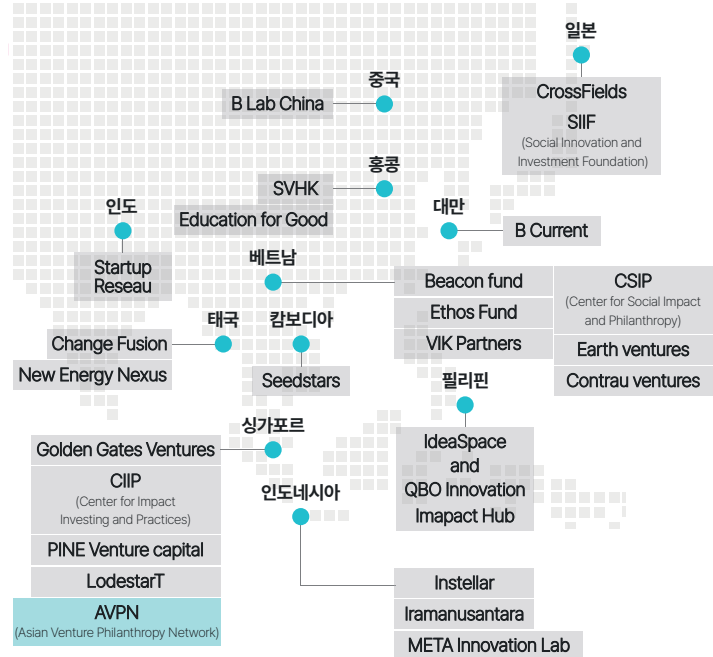 일본
CrossFields
SIIF
(Social Innovation and
Investment Foundation)
중국
B Lab China
홍콩
SVHK
Education for Good
대만
B Current
인도
Startup
Reseau
베트남
Beacon fund
Ethos Fund
VIK Partners
CSIP
(Center for Social Impact
and Philanthropy)
Earth ventures
Contrau ventures
태국
Change Fusion
New Energy Nexus
캄보디아
Seedstars
필리핀
IdeaSpace
and
QBO Innovation
Imapact Hub
싱가포르
Golden Gates Ventures
CIIP
(Center for Impact
Investing and Practices)
PINE Venture capital
LodestarT
AVPN
(Asian Venture Philanthropy Network)
인도네시아
Instellar
Iramanusantara
META Innovation Lab